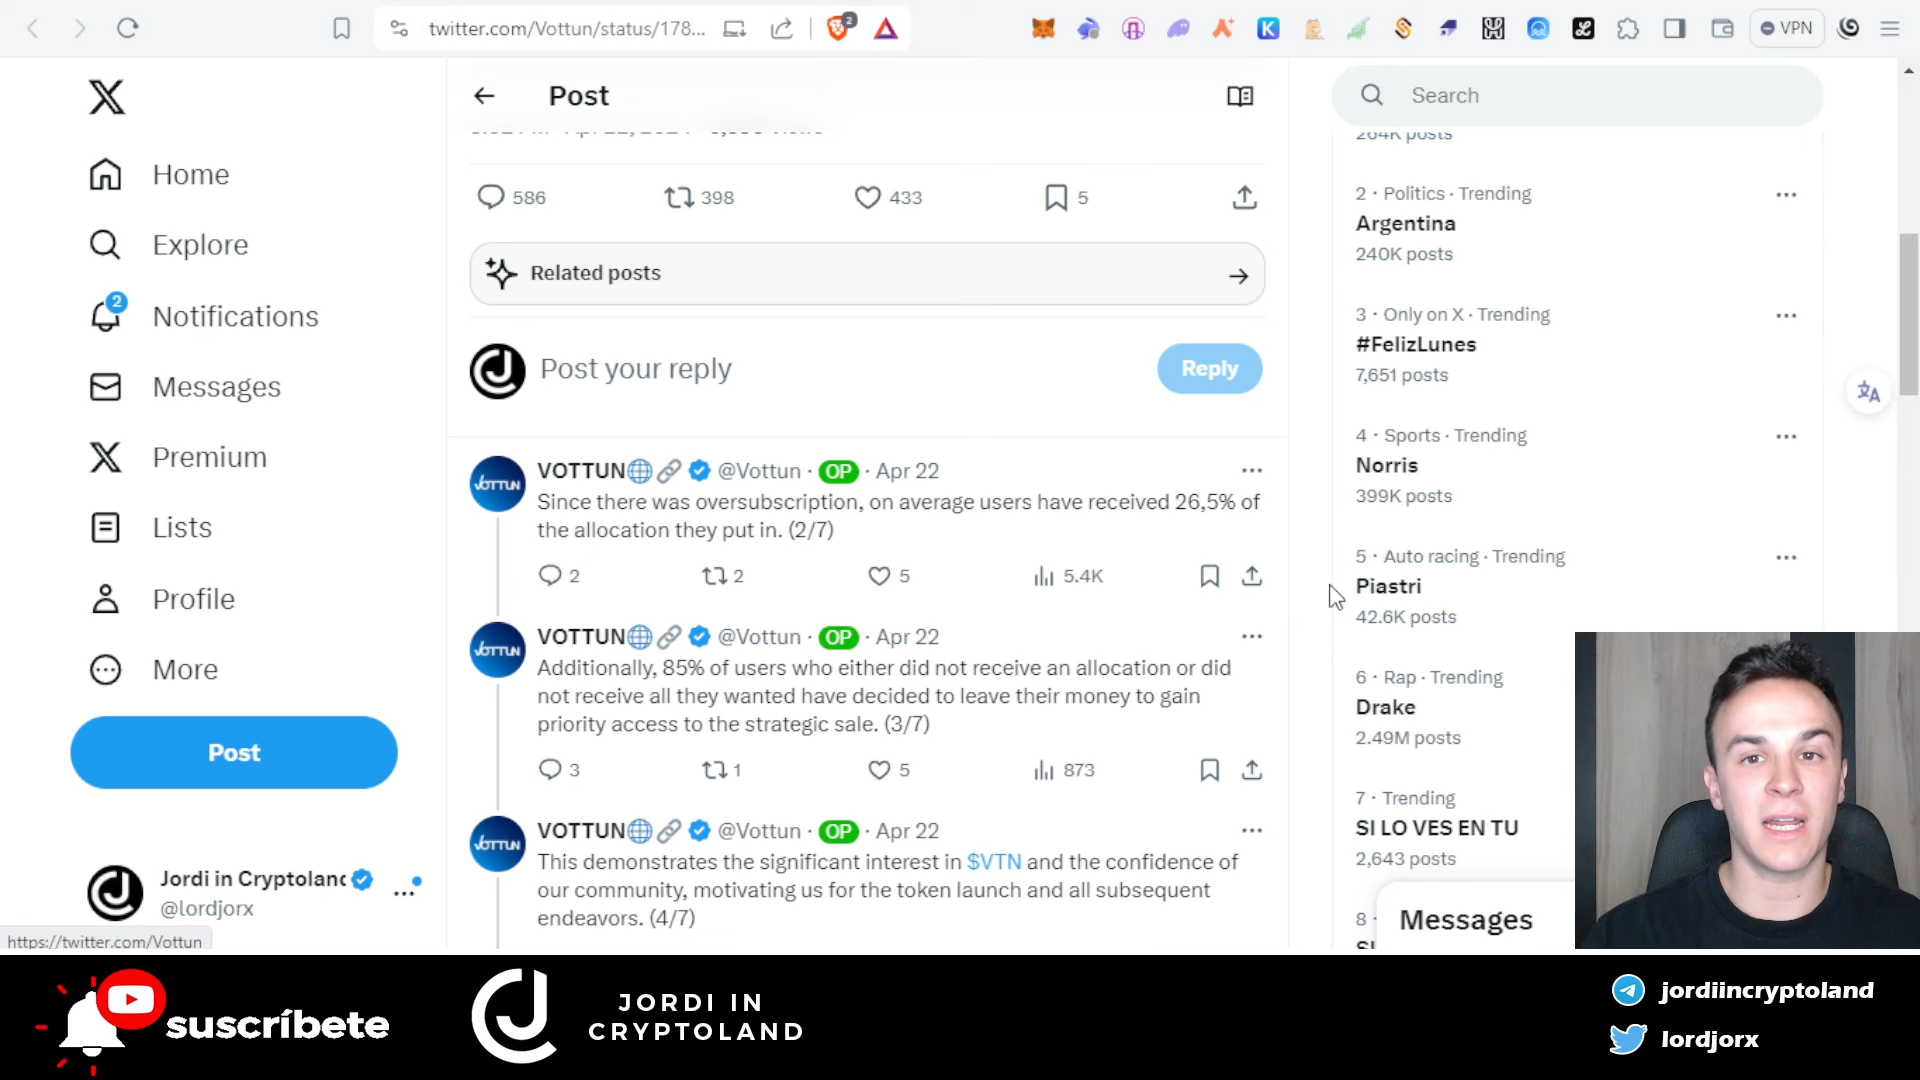 twitter.com/Vottun/status/178...
2
VPN
Home
Explore
2
Notifications
Messages
Premium
Lists
Profile
More
Post
Jordi in Cryptolanc
@lordjorx
https://twitter.com/Vottun
Post
586
398
433
5
Related posts
Post your reply
Reply
VOTTUN @Vottun · OP · Apr 22
Since there was oversubscription, on average users have received 26,5% of
the allocation they put in. (2/7)
2
2
5
5.4K
VOTTUN @Vottun · OP · Apr 22
Additionally, 85% of users who either did not receive an allocation or did
not receive all they wanted have decided to leave their money to gain
priority access to the strategic sale. (3/7)
3
1
5
873
VOTTUN @Vottun · OP · Apr 22
This demonstrates the significant interest in $VTN and the confidence of
our community, motivating us for the token launch and all subsequent
endeavors. (4/7)
VOTTUN
VOTTUN
VOTTUN
Search
264K posts
2 · Politics · Trending
Argentina
240K posts
3 · Only on X · Trending
#FelizLunes
7,651 posts
4 · Sports · Trending
Norris
399K posts
5 · Auto racing · Trending
Piastri
42.6K posts
6 · Rap · Trending
Drake
2.49M posts
7 · Trending
SI LO VES EN TU
2,643 posts
8 ·
Messages
suscríbete
JORDI IN
CRYPTOLAND
jordiincryptoland
lordjorx